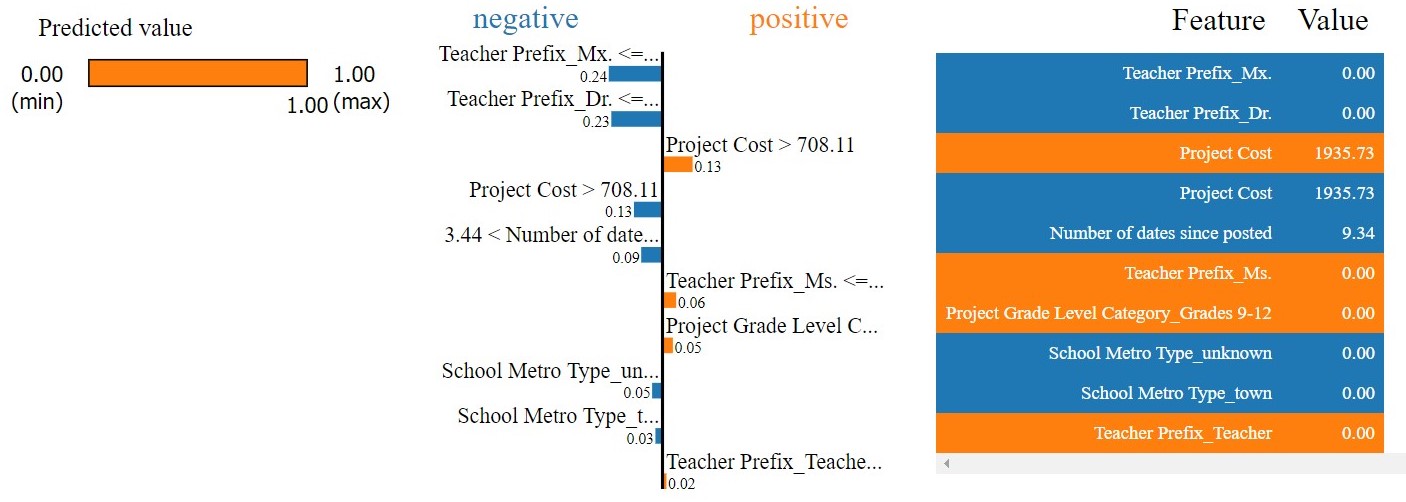 Predicted value
0.00
(min)
1.00
1.00
(max)
negative positive
Teacher Prefix_Mx. <=...
0.24
Teacher Prefix_Dr. <=...
0.23
Project Cost > 708.11
0.13
Project Cost > 708.11
0.13
3.44 < Number of date...
0.09
Teacher Prefix_Ms. <=...
0.06
Project Grade Level C...
0.05
School Metro Type_un...
0.05
School Metro Type_t...
0.03
Teacher Prefix_Teache...
0.02
Feature Value
Teacher Prefix_Mx. 0.00
Teacher Prefix_Dr. 0.00
Project Cost 1935.73
Project Cost 1935.73
Number of dates since posted 9.34
Teacher Prefix_Ms. 0.00
Project Grade Level Category_Grades 9-12 0.00
School Metro Type_unknown 0.00
School Metro Type_town 0.00
Teacher Prefix_Teacher 0.00